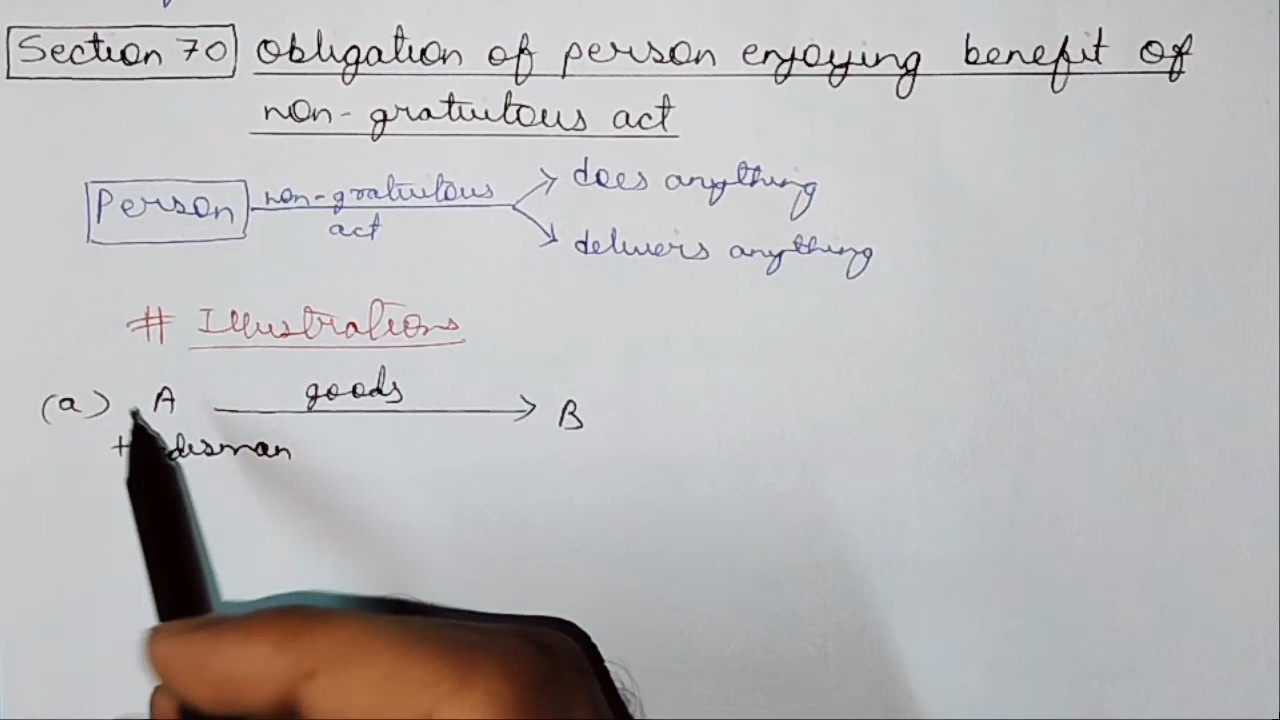 Section 70 obligation of person enjoying benefit of
non-gratuitous act
Person non-gratuitous act does anything
delivers anything
# Illustrations
(a) A goods B